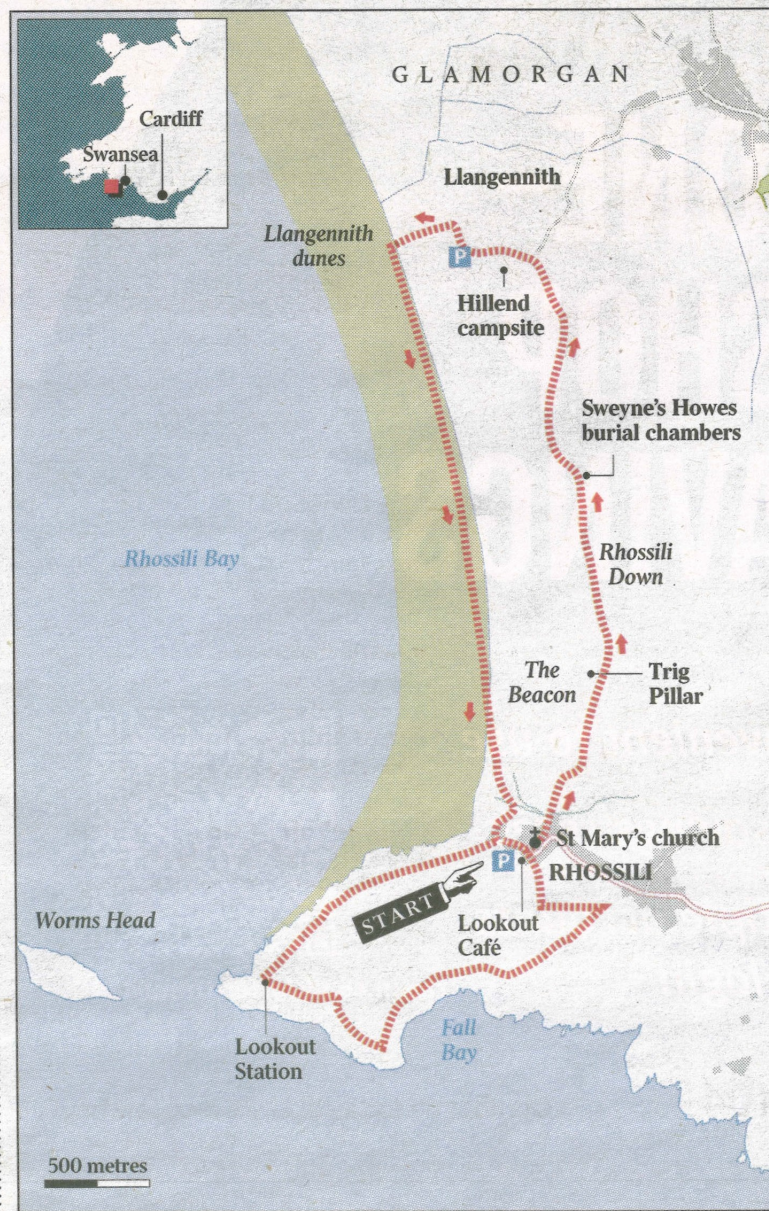 GLAMORGAN
Cardiff
Swansea
Llangennith
Llangennith
dunes
P
Hillend
campsite
Sweyne's Howes
burial chambers
Rhossili Bay
Rhossili
Down
The
Beacon
Trig
Pillar
St Mary's church
P
RHOSSILI
START
Lookout
Café
Worms Head
Fall
Bay
Lookout
Station
500 metres